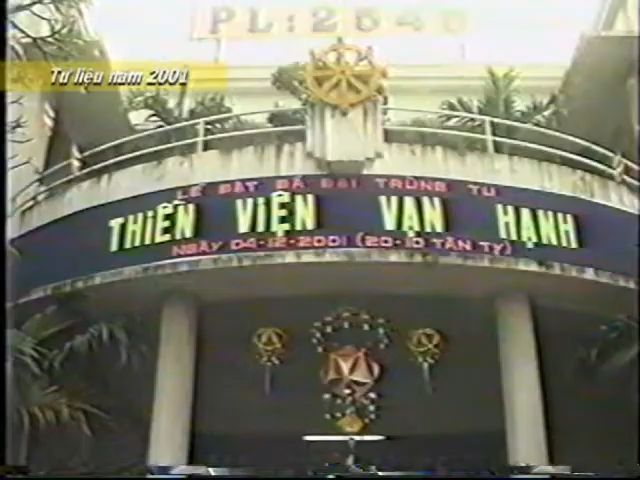 PL: 2545
Tư liệu năm 2001
LỄ ĐẶT ĐÁ ĐẠI TRÙNG TU
THIỀN VIỆN VẠN HẠNH
NGÀY 04-12-2001 (20-10 TÂN TỴ)